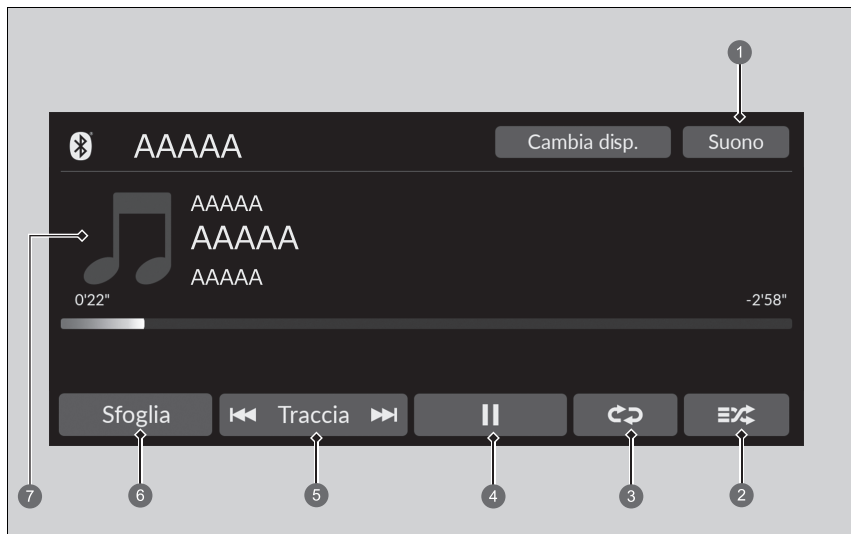 1
AAAAA
Cambia disp.
Suono
AAAAA
AAAAA
AAAAA
7
0'22"
-2'58"
Sfoglia
Traccia
6
5
4
3
2